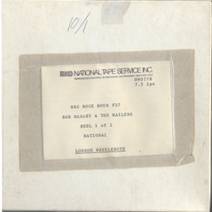 10/1
NATIONAL TAPE SERVICE INC.
7.5 ips
BBC ROCK HOUR #37
BOB MARLEY & THE WAILERS
REEL 1 of 1
NATIONAL
LONDON WAVELENGTH